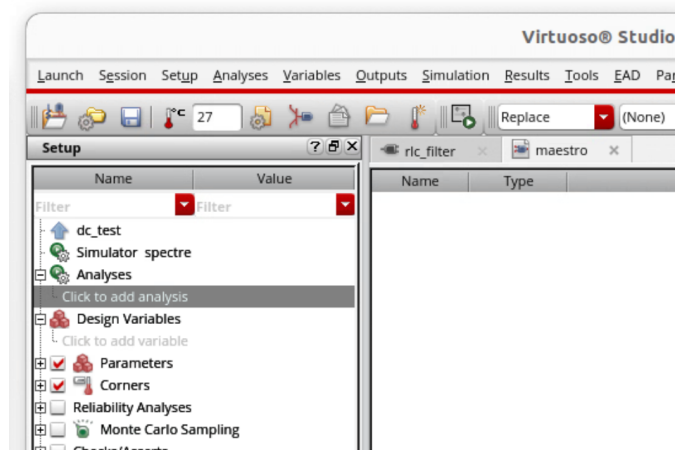 Virtuoso® Studio
Launch Session Setup Analyses Variables Outputs Simulation Results Tools EAD
°C 27 Replace (None)
Setup ? rlc_filter maestro
Name Value Name Type
Filter Filter
dc_test
Simulator spectre
Analyses
Click to add analysis
Design Variables
Click to add variable
Parameters
Corners
Reliability Analyses
Monte Carlo Sampling
Checks/Asserts